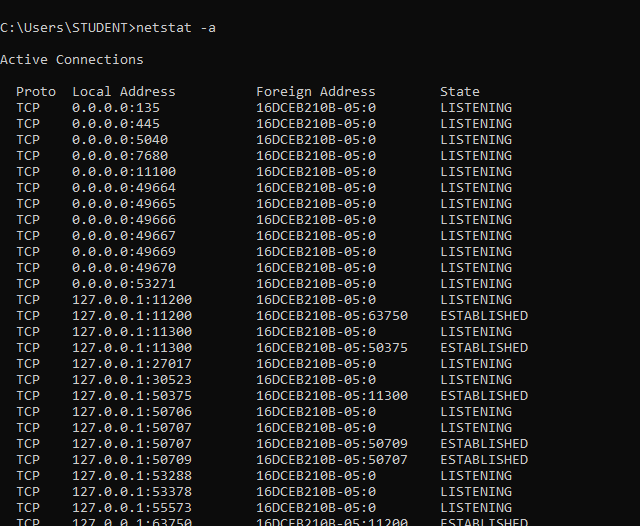 C:\Users\STUDENT>netstat -a
Active Connections
Proto Local Address Foreign Address State
TCP 0.0.0.0:135 16DCEB210B-05:0 LISTENING
TCP 0.0.0.0:445 16DCEB210B-05:0 LISTENING
TCP 0.0.0.0:5040 16DCEB210B-05:0 LISTENING
TCP 0.0.0.0:7680 16DCEB210B-05:0 LISTENING
TCP 0.0.0.0:11100 16DCEB210B-05:0 LISTENING
TCP 0.0.0.0:49664 16DCEB210B-05:0 LISTENING
TCP 0.0.0.0:49665 16DCEB210B-05:0 LISTENING
TCP 0.0.0.0:49666 16DCEB210B-05:0 LISTENING
TCP 0.0.0.0:49667 16DCEB210B-05:0 LISTENING
TCP 0.0.0.0:49669 16DCEB210B-05:0 LISTENING
TCP 0.0.0.0:49670 16DCEB210B-05:0 LISTENING
TCP 0.0.0.0:53271 16DCEB210B-05:0 LISTENING
TCP 127.0.0.1:11200 16DCEB210B-05:0 LISTENING
TCP 127.0.0.1:11200 16DCEB210B-05:63750 ESTABLISHED
TCP 127.0.0.1:11300 16DCEB210B-05:0 LISTENING
TCP 127.0.0.1:11300 16DCEB210B-05:50375 ESTABLISHED
TCP 127.0.0.1:27017 16DCEB210B-05:0 LISTENING
TCP 127.0.0.1:30523 16DCEB210B-05:0 LISTENING
TCP 127.0.0.1:50375 16DCEB210B-05:11300 ESTABLISHED
TCP 127.0.0.1:50706 16DCEB210B-05:0 LISTENING
TCP 127.0.0.1:50707 16DCEB210B-05:0 LISTENING
TCP 127.0.0.1:50707 16DCEB210B-05:50709 ESTABLISHED
TCP 127.0.0.1:50709 16DCEB210B-05:50707 ESTABLISHED
TCP 127.0.0.1:53288 16DCEB210B-05:0 LISTENING
TCP 127.0.0.1:53378 16DCEB210B-05:0 LISTENING
TCP 127.0.0.1:55573 16DCEB210B-05:0 LISTENING
TCP 127.0.0.1:63750 16DCEB210B-05:11200 ESTABLISHED